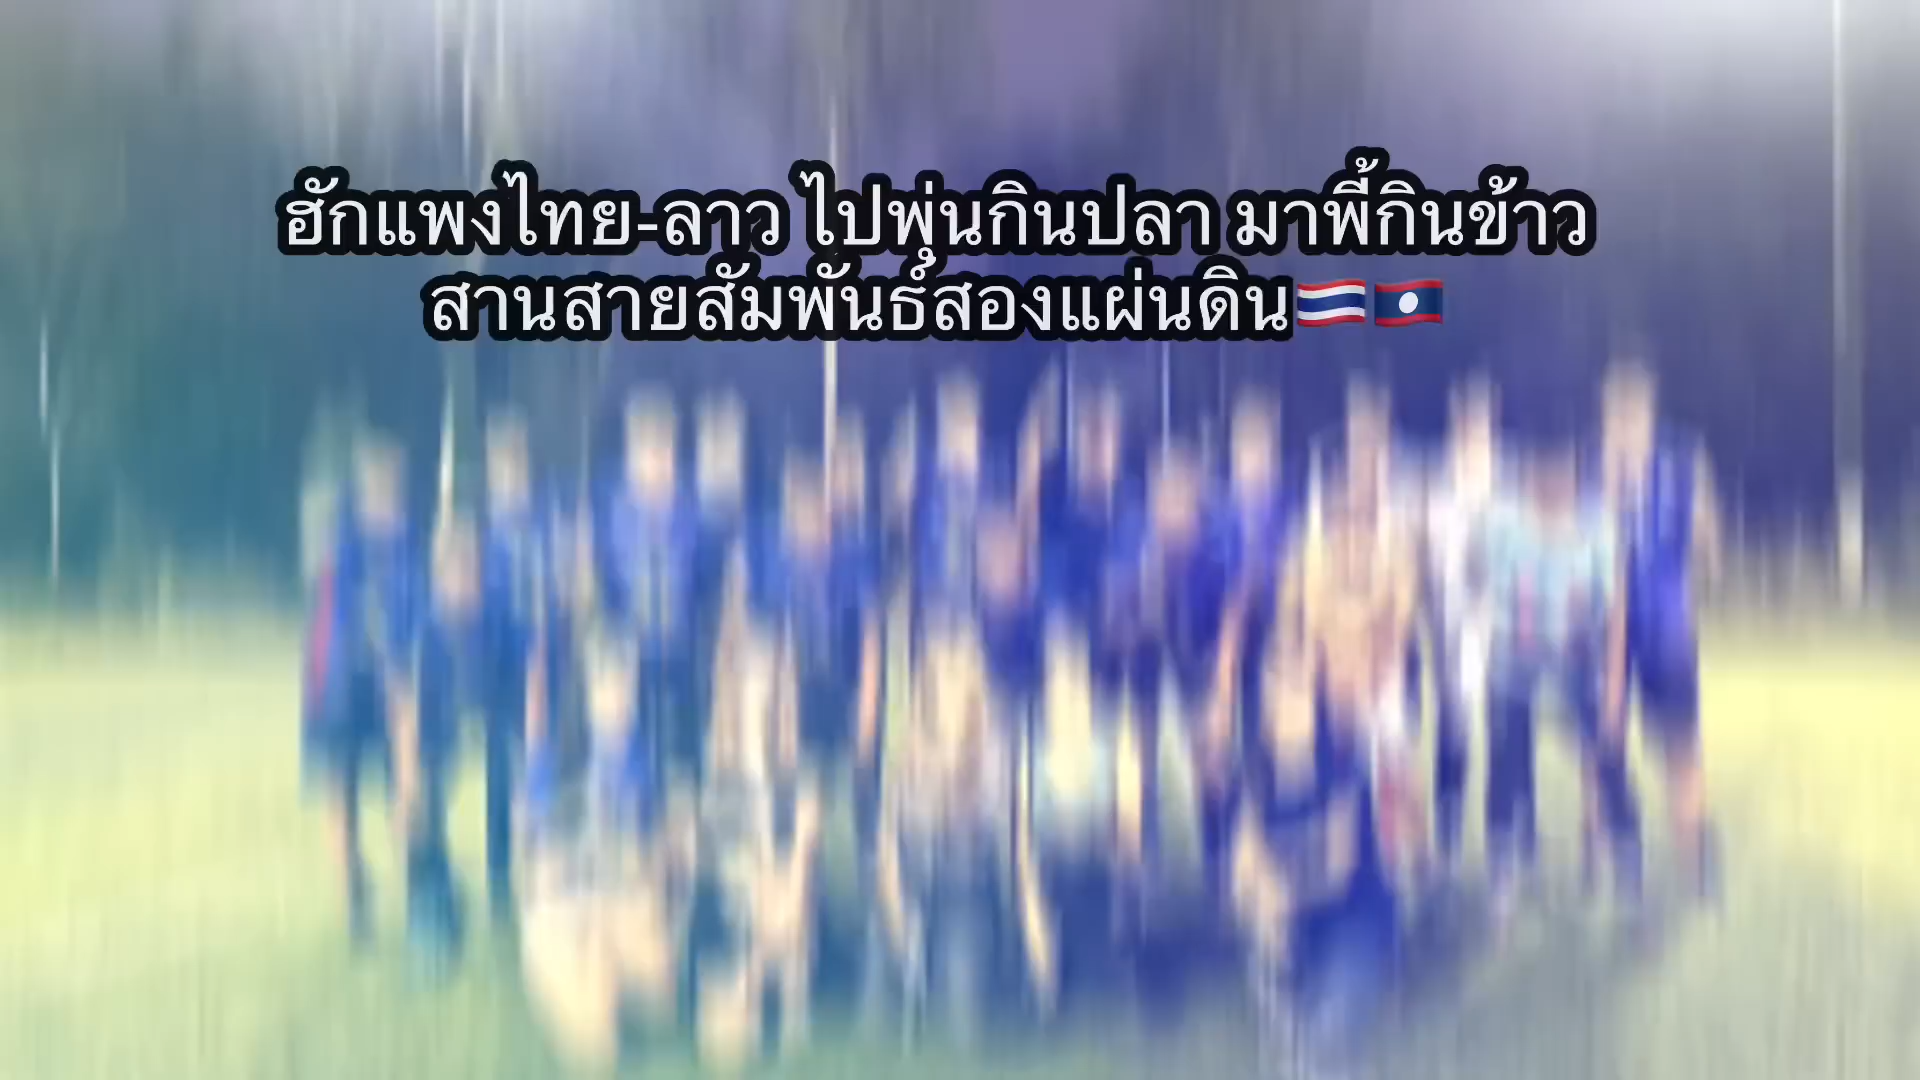 ฮักแพงไทย-ลาว ไปพุ่นกินปลา มาพี้กินข้าว
สานสายสัมพันธ์สองแผ่นดิน🇹🇭🇱🇦